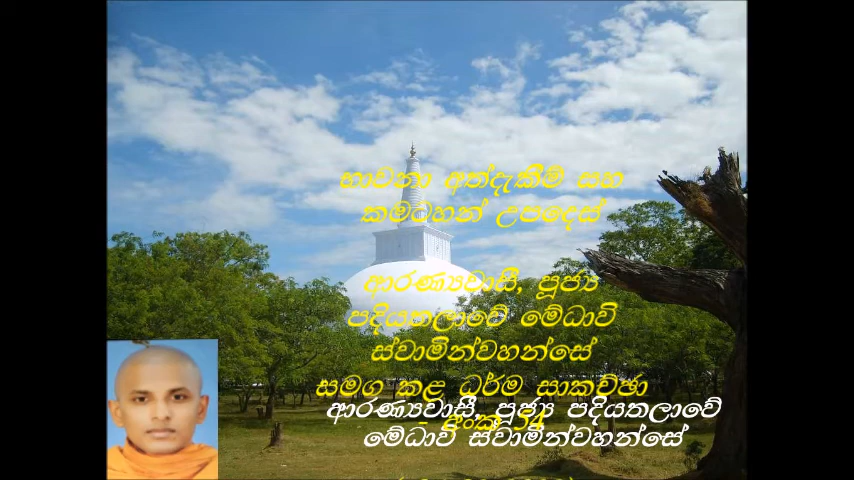 භාවනා අත්දැකීම් සහ
කමටහන් උපදෙස්
ආරණ්‍යවාසී, පූජ්‍ය
පදියතලාවේ මේධාවි
ස්වාමින්වහන්සේ
සමග කළ ධර්ම සාකච්ඡා
ආරණ්‍යවාසී, පූජ්‍ය පදියතලාවේ
- අංක 54
මේධාවී ස්වාමින්වහන්සේ